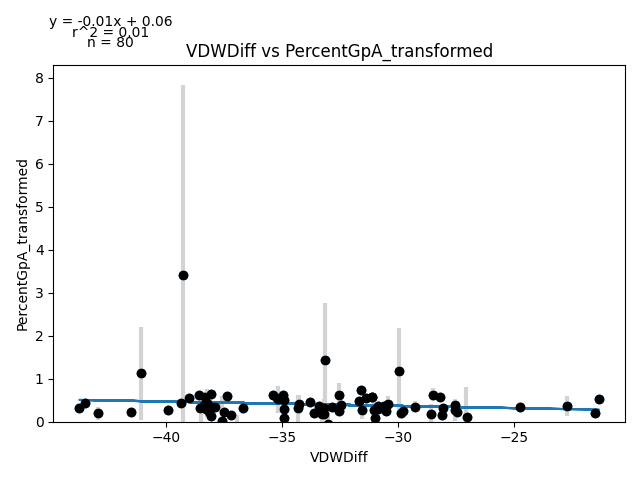 y = -0.01x + 0.06
r^2 = 0.01
n = 80
VDWDiff vs PercentGpA_transformed
8
7
6
5
4
3
2
1
0
PercentGpA_transformed
−40 −35 −30 −25
VDWDiff